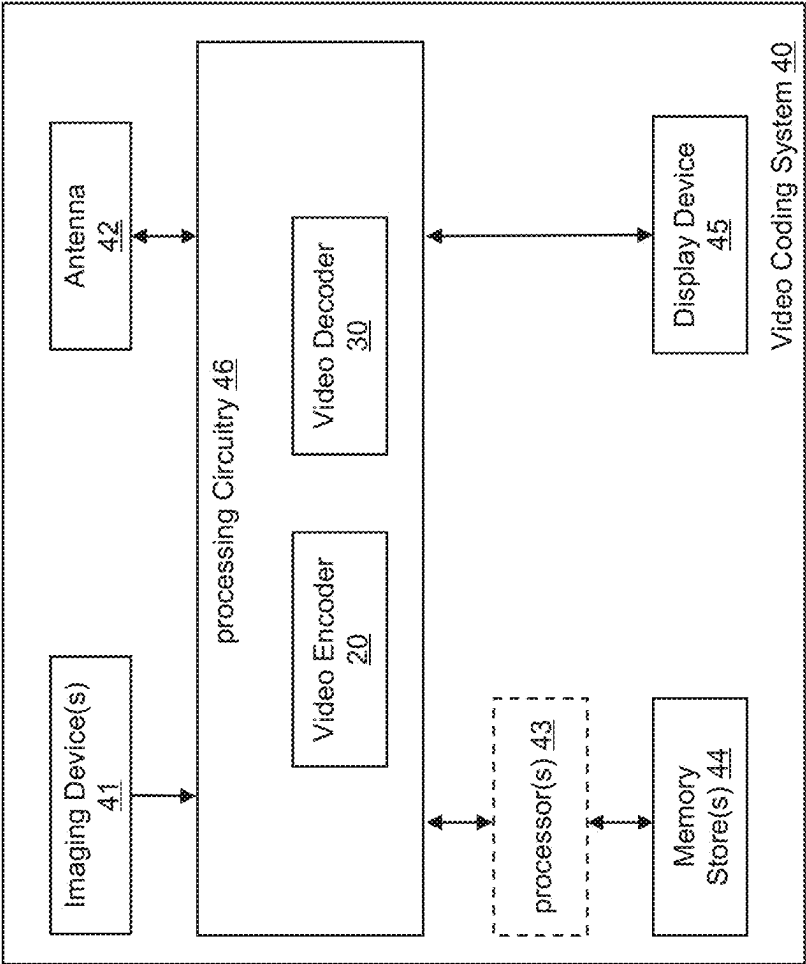 Imaging Device(s)
41
Antenna
42
processing Circuitry 46
Video Encoder
20
Video Decoder
30
processor(s) 43
Memory
Store(s) 44
Display Device
45
Video Coding System 40